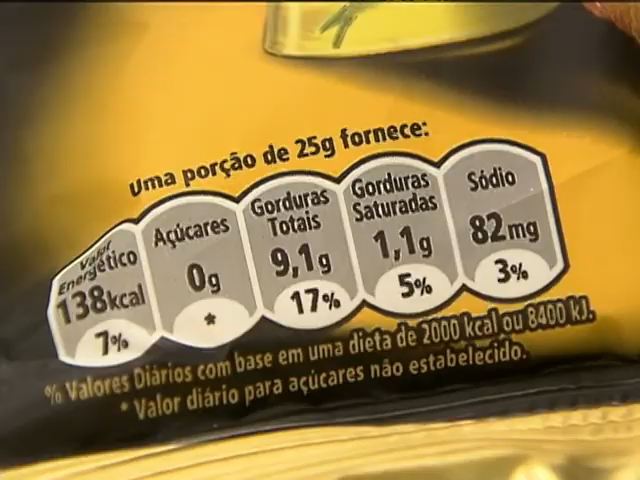 Uma porção de 25g fornece:
Valor
Energético
138kcal
7%
Açúcares
0g
*
Gorduras
Totais
9,1g
17%
Gorduras
Saturadas
1,1g
5%
Sódio
82mg
3%
% Valores Diários com base em uma dieta de 2000 kcal ou 8400 kJ.
* Valor diário para açúcares não estabelecido.